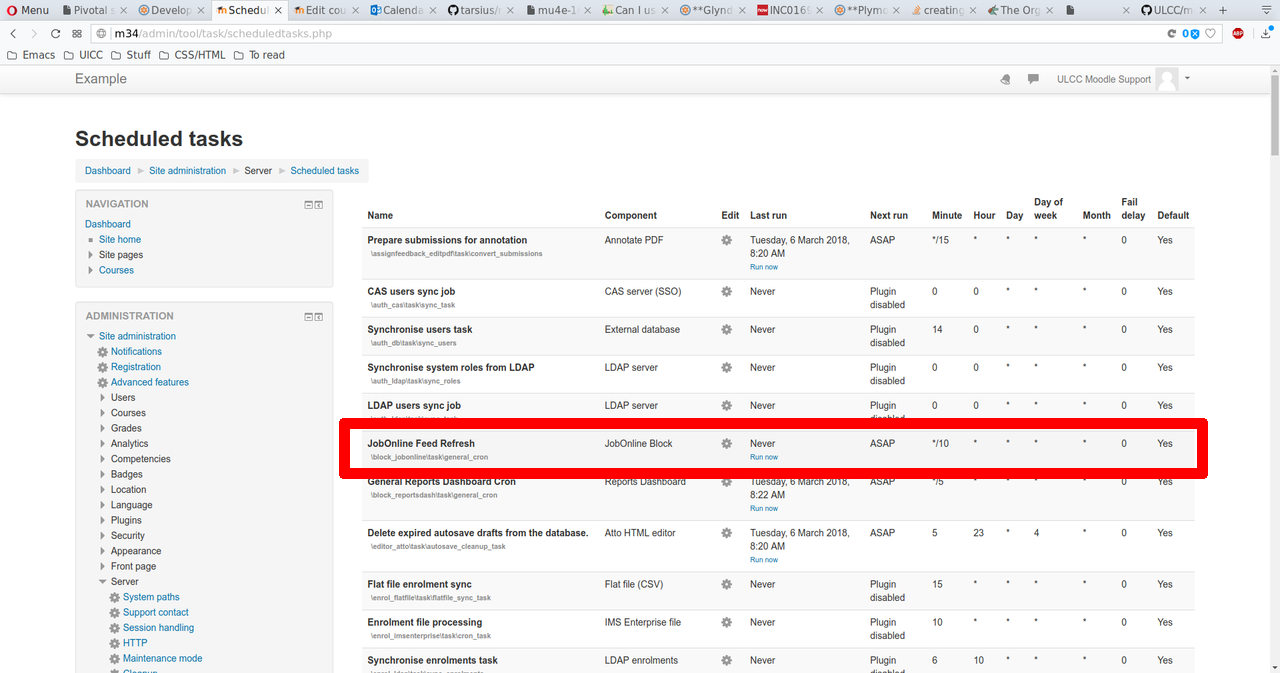 Menu
Pivotal s
Develop
Schedul
Edit cou
Calenda
tarsius/r
mu4e-1
Can I us
**Glynd
INC0169
**Plym
creating
The Org
ULCC/m
m34/admin/tool/task/scheduledtasks.php
0
ABP
2
Emacs
UICC
Stuff
CSS/HTML
To read
Example
ULCC Moodle Support
Scheduled tasks
Dashboard
Site administration
Server
Scheduled tasks
NAVIGATION
Dashboard
Site home
Site pages
Courses
ADMINISTRATION
Site administration
Notifications
Registration
Advanced features
Users
Courses
Grades
Analytics
Competencies
Badges
Location
Language
Plugins
Security
Appearance
Front page
Server
System paths
Support contact
Session handling
HTTP
Maintenance mode
Cleanup
Name Component Edit Last run Next run Minute Hour Day Day of week Month Fail delay Default
Prepare submissions for annotation Annotate PDF Tuesday, 6 March 2018, ASAP */15 * * * * 0 Yes
\assignfeedback_editpdf\task\convert_submissions 8:20 AM
Run now
CAS users sync job CAS server (SSO) Never Plugin 0 0 * * * 0 Yes
\auth_cas\task\sync_task disabled
Synchronise users task External database Never Plugin 14 * * * * 0 Yes
\auth_db\task\sync_users disabled
Synchronise system roles from LDAP LDAP server Never Plugin 0 0 * * * 0 Yes
\auth_ldap\task\sync_roles disabled
LDAP users sync job LDAP server Never Plugin 0 0 * * * 0 Yes
disabled
JobOnline Feed Refresh JobOnline Block Never ASAP */10 * * * * 0 Yes
\block_jobonline\task\general_cron Run now
General Reports Dashboard Cron Reports Dashboard Tuesday, 6 March 2018, ASAP */5 * * * * 0 Yes
\block_reportsdash\task\general_cron 8:22 AM
Run now
Delete expired autosave drafts from the database. Atto HTML editor Tuesday, 6 March 2018, ASAP 5 23 * 4 * 0 Yes
\editor_atto\task\autosave_cleanup_task 8:20 AM
Run now
Flat file enrolment sync Flat file (CSV) Never Plugin 15 * * * * 0 Yes
\enrol_flatfile\task\flatfile_sync_task disabled
Enrolment file processing IMS Enterprise file Never Plugin 10 * * * * 0 Yes
\enrol_imsenterprise\task\cron_task disabled
Synchronise enrolments task LDAP enrolments Never Plugin 6 10 * * * 0 Yes
disabled